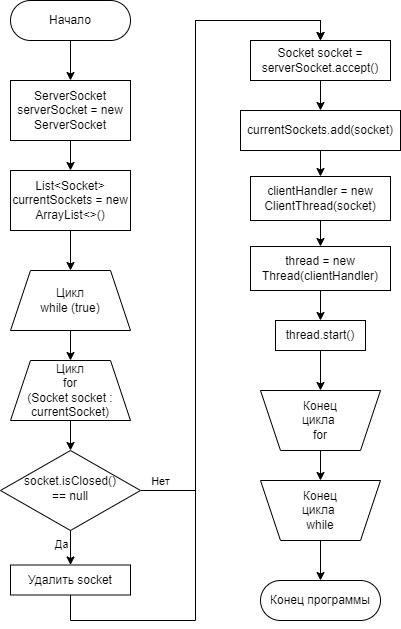 Начало
ServerSocket
serverSocket = new
ServerSocket
List<Socket>
currentSockets = new
ArrayList<>()
Цикл
while (true)
Цикл
for
(Socket socket :
currentSocket)
socket.isClosed()
== null
Нет
Да
Удалить socket
Socket socket =
serverSocket.accept()
currentSockets.add(socket)
clientHandler = new
ClientThread(socket)
thread = new
Thread(clientHandler)
thread.start()
Конец
цикла
for
Конец
цикла
while
Конец программы